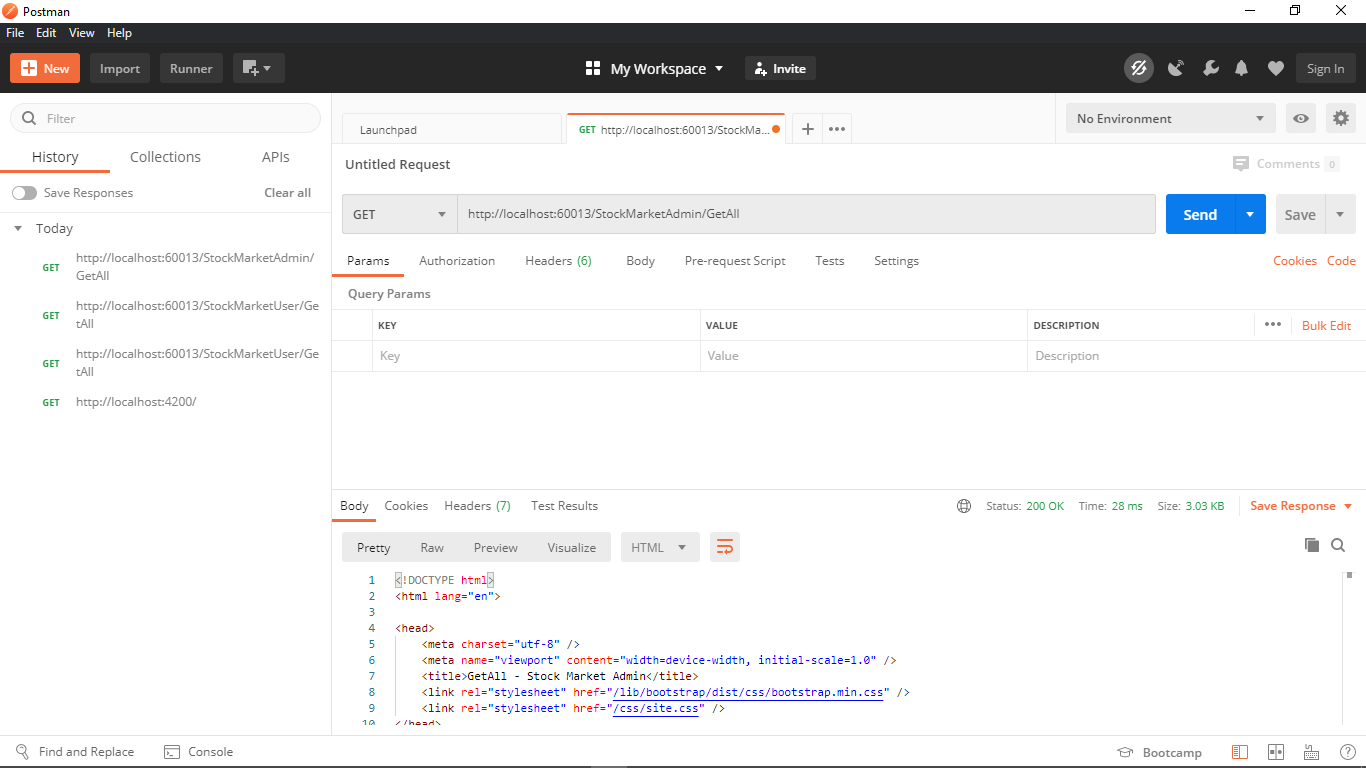 Postman
File Edit View Help
New Import Runner My Workspace Invite Sign In
Filter
History Collections APIs
Save Responses Clear all
Today
GET http://localhost:60013/StockMarketAdmin/
GetAll
GET http://localhost:60013/StockMarketUser/Ge
tAll
GET http://localhost:60013/StockMarketUser/Ge
tAll
GET http://localhost:4200/
Launchpad GET http://localhost:60013/StockMa... No Environment
Untitled Request Comments 0
GET http://localhost:60013/StockMarketAdmin/GetAll Send Save
Params Authorization Headers (6) Body Pre-request Script Tests Settings Cookies Code
Query Params
KEY VALUE DESCRIPTION Bulk Edit
Key Value Description
Body Cookies Headers (7) Test Results Status: 200 OK Time: 28 ms Size: 3.03 KB Save Response
Pretty Raw Preview Visualize HTML
1 <!DOCTYPE html>
2 <html lang="en">
3
4 <head>
5 <meta charset="utf-8" />
6 <meta name="viewport" content="width=device-width, initial-scale=1.0" />
7 <title>GetAll - Stock Market Admin</title>
8 <link rel="stylesheet" href="/lib/bootstrap/dist/css/bootstrap.min.css" />
9 <link rel="stylesheet" href="/css/site.css" />
10 </head>
Find and Replace Console Bootcamp